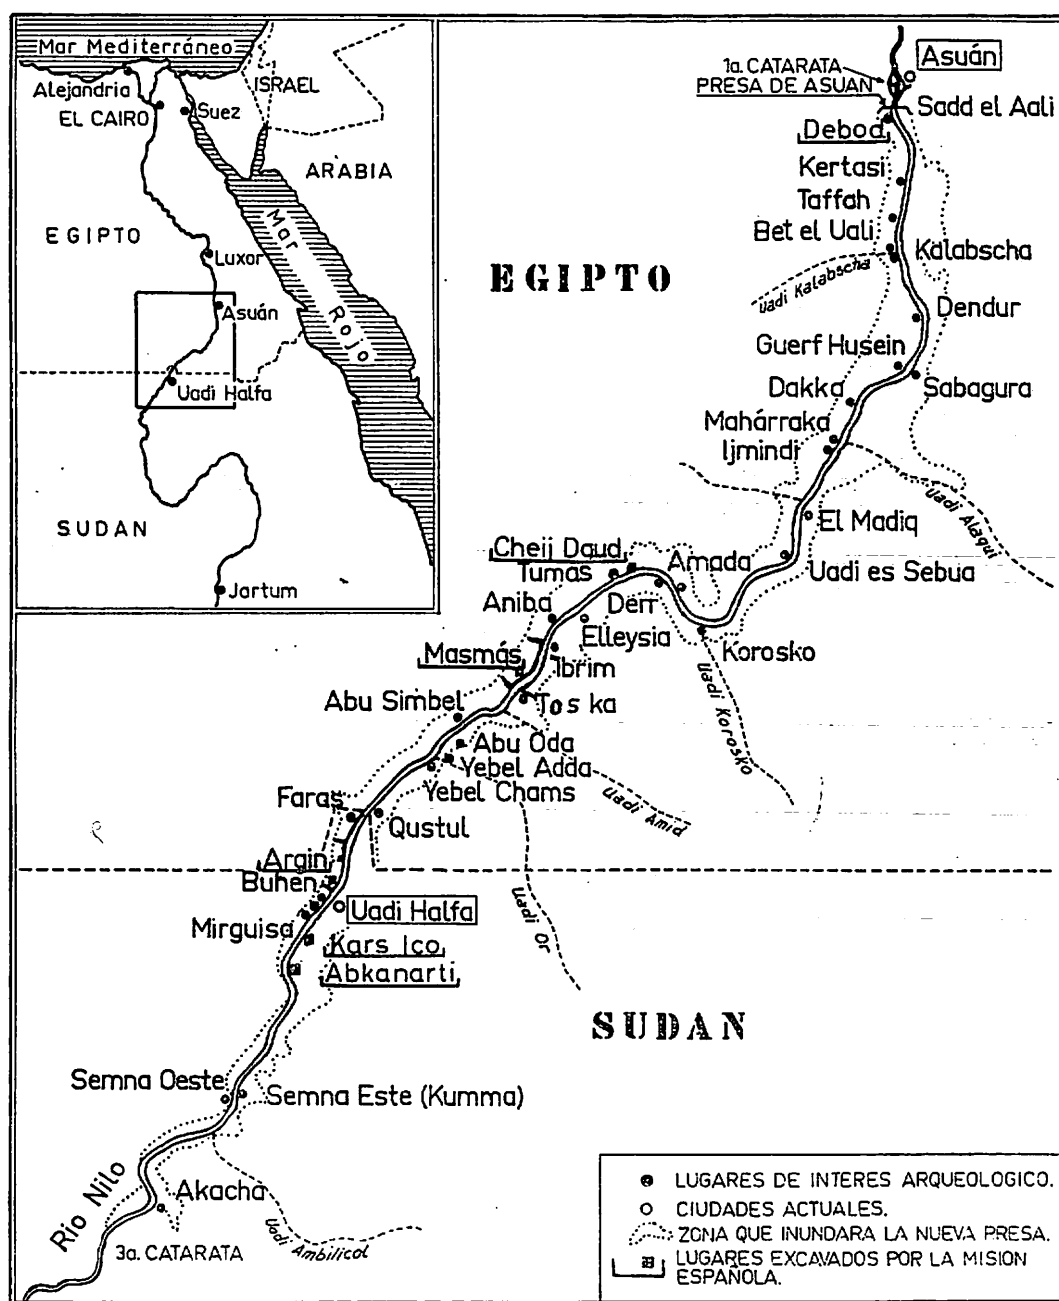 Mar Mediterráneo
Alejandria
ISRAEL
EL CAIRO
Suez
ARABIA
EGIPTO
Mar Rojo
Luxor
Asuán
Uadi Halfa
SUDAN
Jartum
Asuán
1a. CATARATA
PRESA DE ASUAN
Sadd el Aali
Debod
Kertasi
Taffah
Bet el Uali
Kalabscha
Uadi Kalabscha
EGIPTO
Dendur
Guerf Husein
Sabagura
Dakka
Mahárraka
Ijmindi
Uadi Alaqui
El Madiq
Cheij Daud
Tumas
Amada
Uadi es Sebua
Aniba
Derr
Elleysia
Korosko
Masmás
Ibrim
Uadi Korosko
Abu Simbel
Toska
Abu Oda
Yebel Adda
Yebel Chams
Uadi Amid
Faras
Qustul
Argin
Buhen
Uadi Halfa
Uadi Or
Mirguisa
Kars Ico
Abkanarti
SUDAN
Semna Oeste
Semna Este (Kumma)
Rio Nilo
Akacha
3a. CATARATA
Uadi Ambilicol
LUGARES DE INTERES ARQUEOLOGICO.
CIUDADES ACTUALES.
ZONA QUE INUNDARA LA NUEVA PRESA.
LUGARES EXCAVADOS POR LA MISION
ESPAÑOLA.